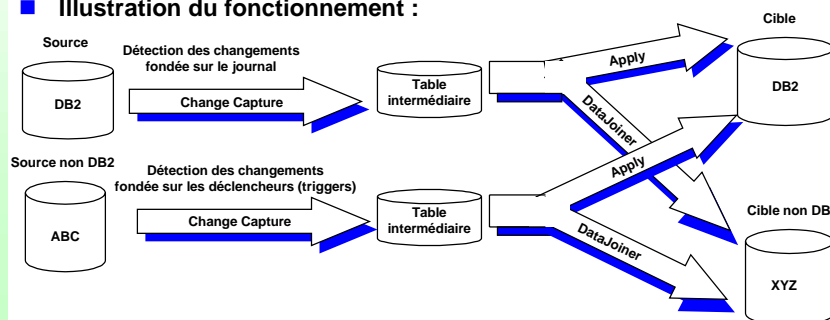 Illustration du fonctionnement :
Source
Détection des changements
fondée sur le journal
DB2
Change Capture
Table
intermédiaire
Apply
DataJoiner
Cible
DB2
Source non DB2
Détection des changements
fondée sur les déclencheurs (triggers)
ABC
Change Capture
Table
intermédiaire
Apply
DataJoiner
Cible non DB
XYZ